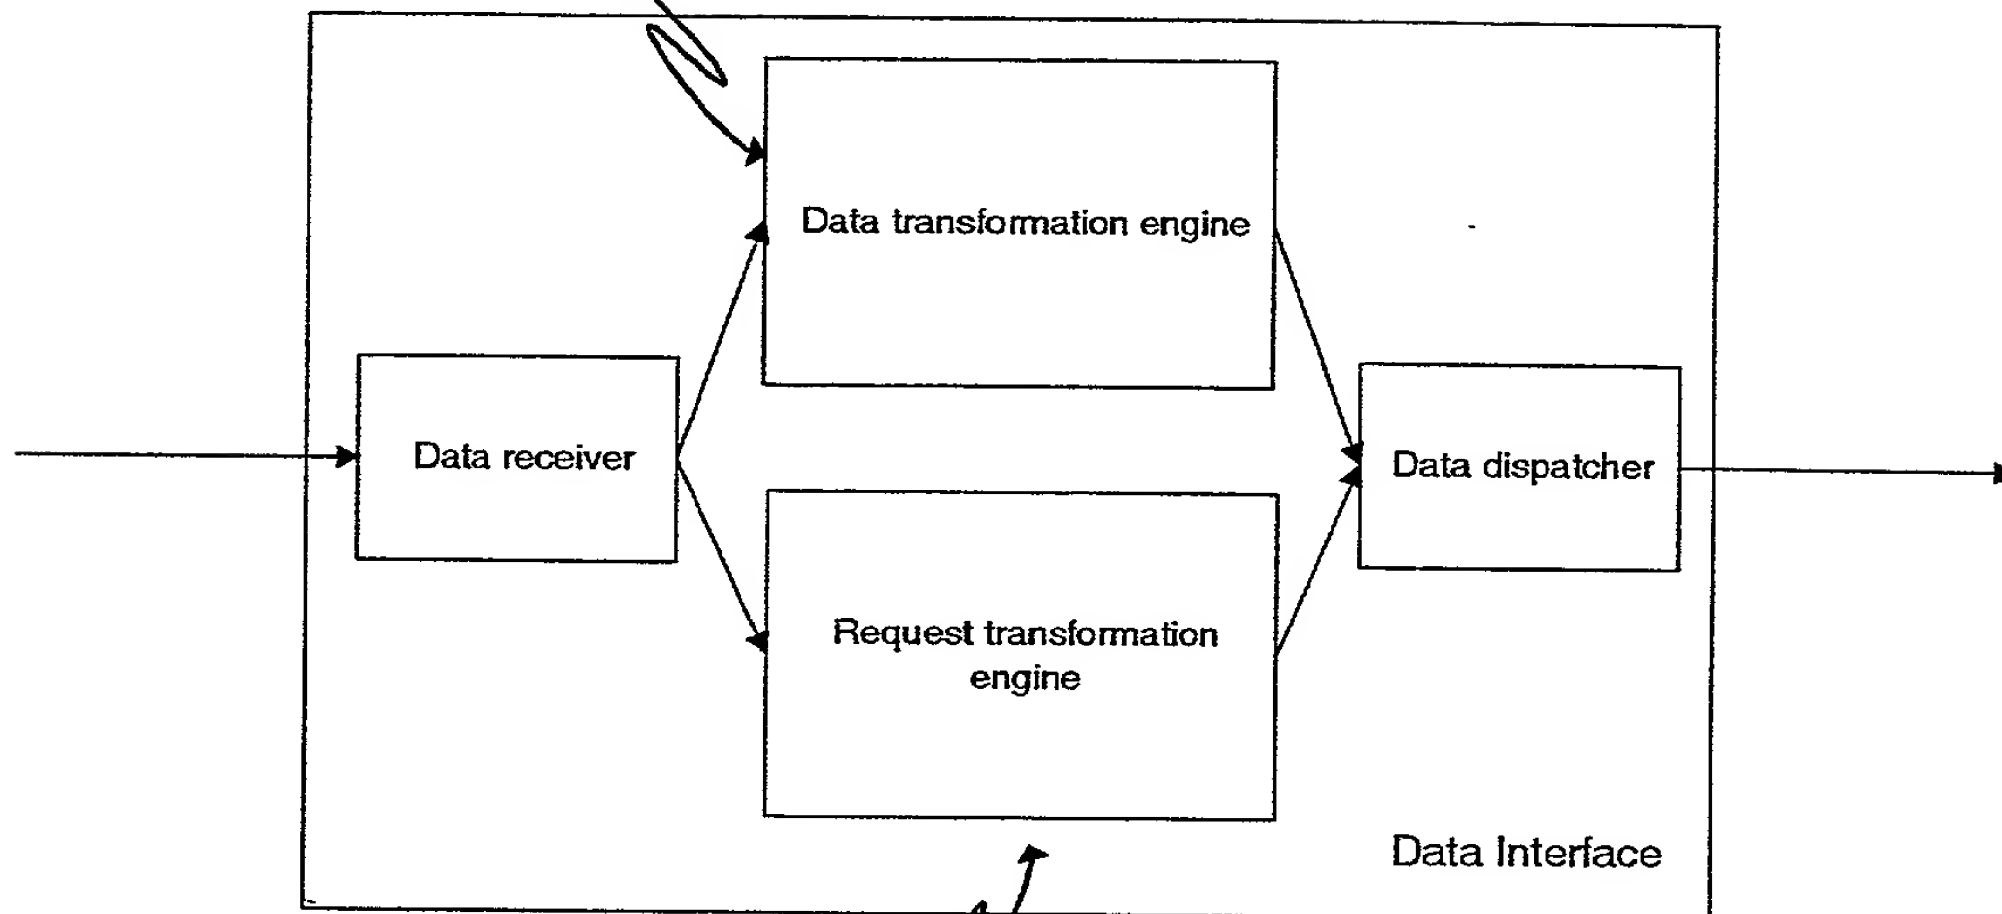 Data transformation engine
Data receiver
Data dispatcher
Request transformation
engine
Data Interface